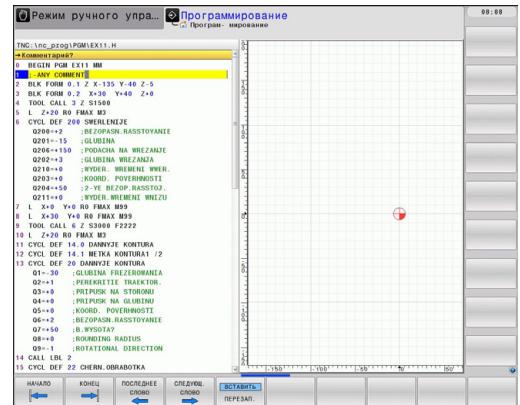 Режим ручного упра…
Программирование
Програм- мирование
08:08
TNC:\nc_prog\PGM\EX11.H
→Комментарий?
0 BEGIN PGM EX11 MM
1 ;-ANY COMMENT
2 BLK FORM 0.1 Z X-135 Y-40 Z-5
3 BLK FORM 0.2 X+30 Y+40 Z+0
4 TOOL CALL 3 Z S1500
5 L Z+20 R0 FMAX M3
6 CYCL DEF 200 SWERLENIJE
Q200=+2 ;BEZOPASN.RASSTOYANIE
Q201=-15 ;GLUBINA
Q206=+150 ;PODACHA NA WREZANJE
Q202=+3 ;GLUBINA WREZANJA
Q210=+0 ;WYDER. WREMENI WWER.
Q203=+0 ;KOORD. POVERHNOSTI
Q204=+50 ;2-YE BEZOP.RASSTOJ.
Q211=+0 ;WYDER.WREMENI WNIZU
7 L X+0 Y+0 R0 FMAX M99
8 L X+30 Y+0 R0 FMAX M99
9 TOOL CALL 6 Z S3000 F2222
10 L Z+20 R0 FMAX M3
11 CYCL DEF 14.0 DANNYJE KONTURA
12 CYCL DEF 14.1 METKA KONTURA1 /2
13 CYCL DEF 20 DANNYJE KONTURA
Q1=-30 ;GLUBINA FREZEROWANIA
Q2=+1 ;PEREKRITIE TRAEKTOR.
Q3=+0 ;PRIPUSK NA STORONU
Q4=+0 ;PRIPUSK NA GLUBINU
Q5=+0 ;KOORD. POVERHNOSTI
Q6=+2 ;BEZOPASN.RASSTOYANIE
Q7=+50 ;B.WYSOTA?
Q8=+0 ;ROUNDING RADIUS
Q9=-1 ;ROTATIONAL DIRECTION
14 CALL LBL 2
15 CYCL DEF 22 CHERN.OBRABOTKA
-150 -100 -50 0 50
НАЧАЛО
КОНЕЦ
ПОСЛЕДНЕЕ СЛОВО
СЛЕДУЮЩ. СЛОВО
ВСТАВИТЬ
ПЕРЕЗАП.